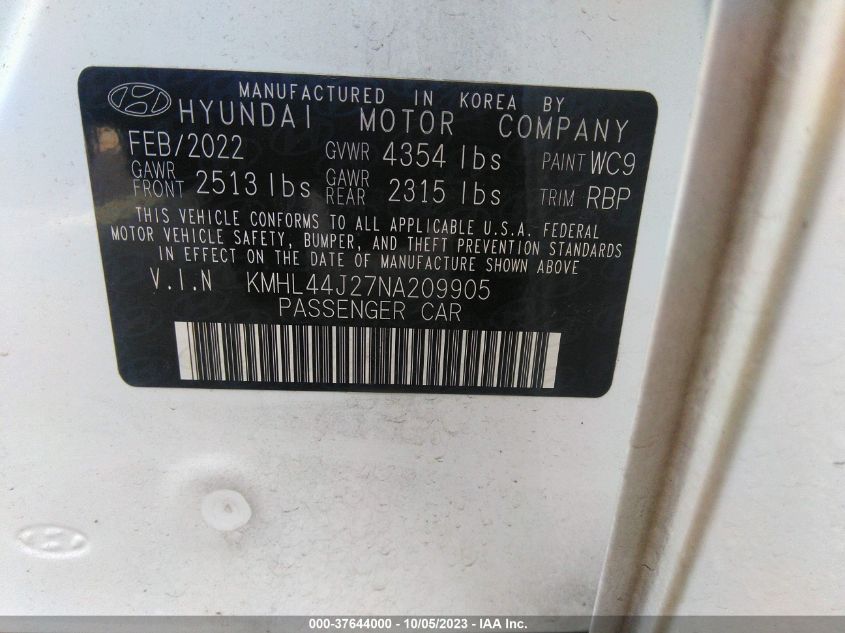 MANUFACTURED IN KOREA BY
HYUNDAI MOTOR COMPANY
FEB/2022 GVWR 4354 lbs PAINT WC9
GAWR FRONT 2513 lbs GAWR REAR 2315 lbs TRIM RBP
THIS VEHICLE CONFORMS TO ALL APPLICABLE U.S.A. FEDERAL
MOTOR VEHICLE SAFETY, BUMPER, AND THEFT PREVENTION STANDARDS
IN EFFECT ON THE DATE OF MANUFACTURE SHOWN ABOVE
V.I.N KMHL44J27NA209905
PASSENGER CAR
000-37644000 - 10/05/2023 - IAA Inc.